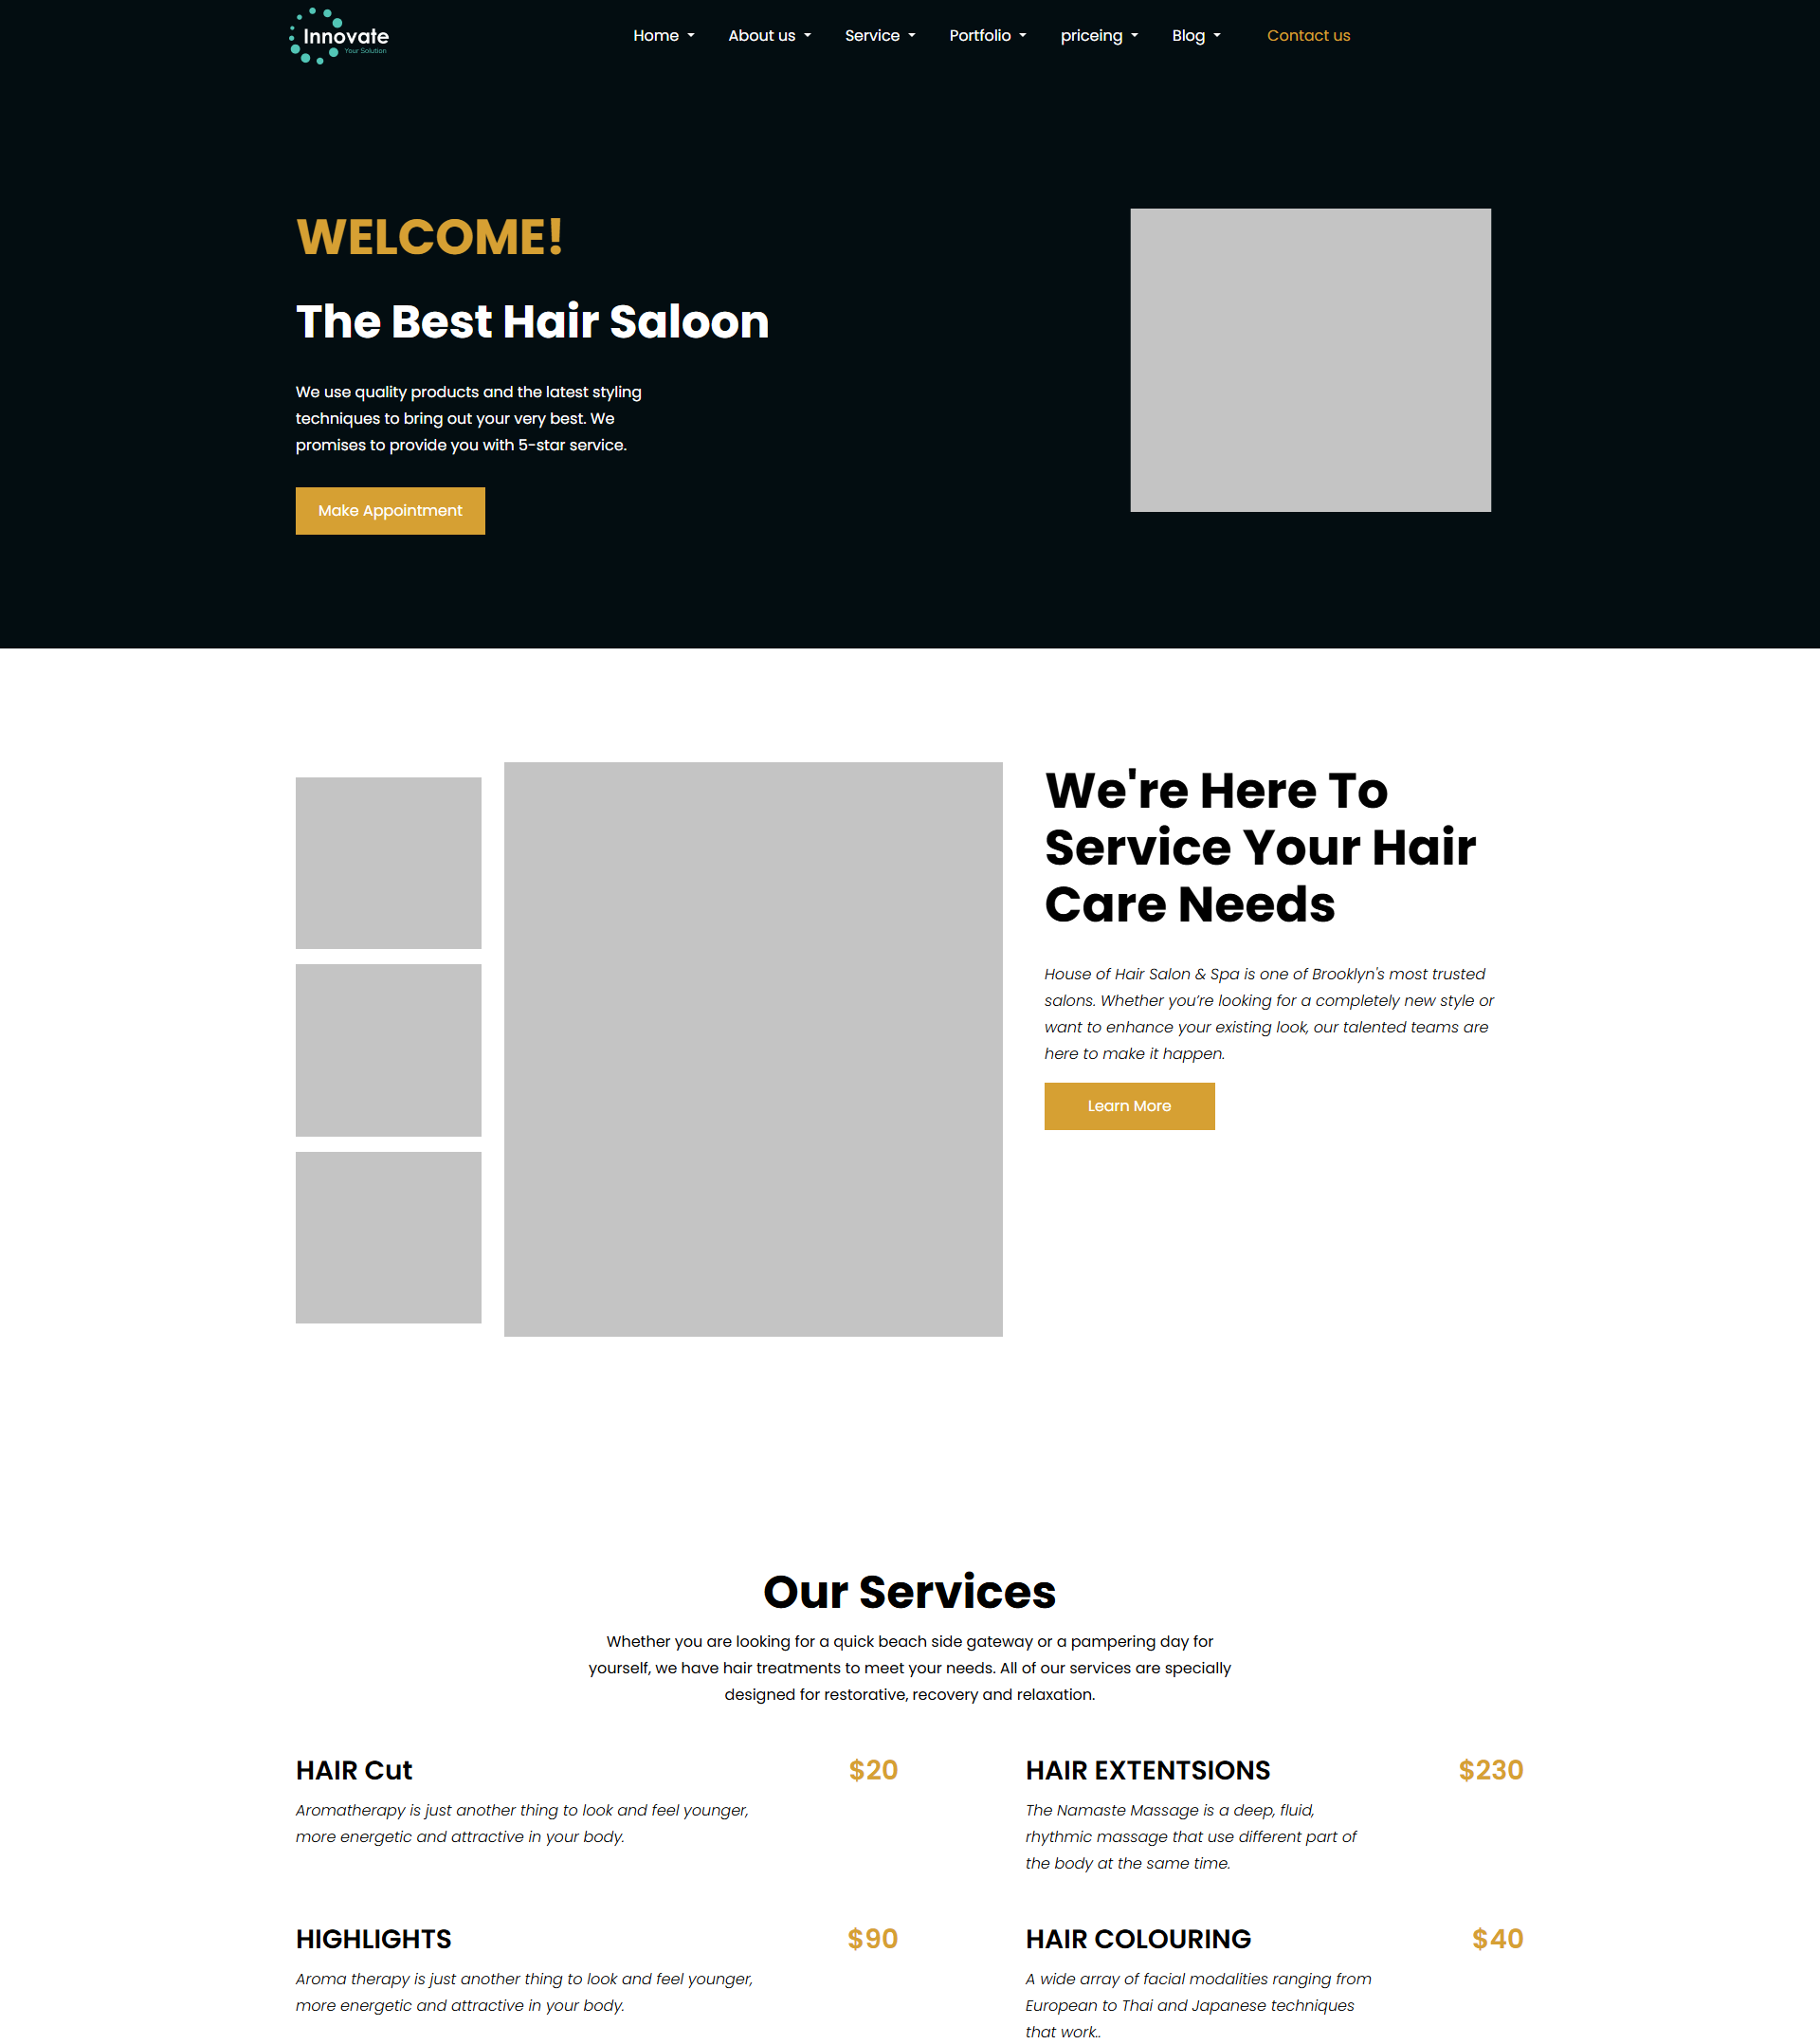 Innovate
Your Solution
Home
About us
Service
Portfolio
priceing
Blog
Contact us
WELCOME!
The Best Hair Saloon
We use quality products and the latest styling
techniques to bring out your very best. We
promises to provide you with 5-star service.
Make Appointment
We're Here To
Service Your Hair
Care Needs
House of Hair Salon & Spa is one of Brooklyn's most trusted
salons. Whether you’re looking for a completely new style or
want to enhance your existing look, our talented teams are
here to make it happen.
Learn More
Our Services
Whether you are looking for a quick beach side gateway or a pampering day for
yourself, we have hair treatments to meet your needs. All of our services are specially
designed for restorative, recovery and relaxation.
HAIR Cut $20
Aromatherapy is just another thing to look and feel younger,
more energetic and attractive in your body.
HAIR EXTENTSIONS $230
The Namaste Massage is a deep, fluid,
rhythmic massage that use different part of
the body at the same time.
HIGHLIGHTS $90
Aroma therapy is just another thing to look and feel younger,
more energetic and attractive in your body.
HAIR COLOURING $40
A wide array of facial modalities ranging from
European to Thai and Japanese techniques
that work..